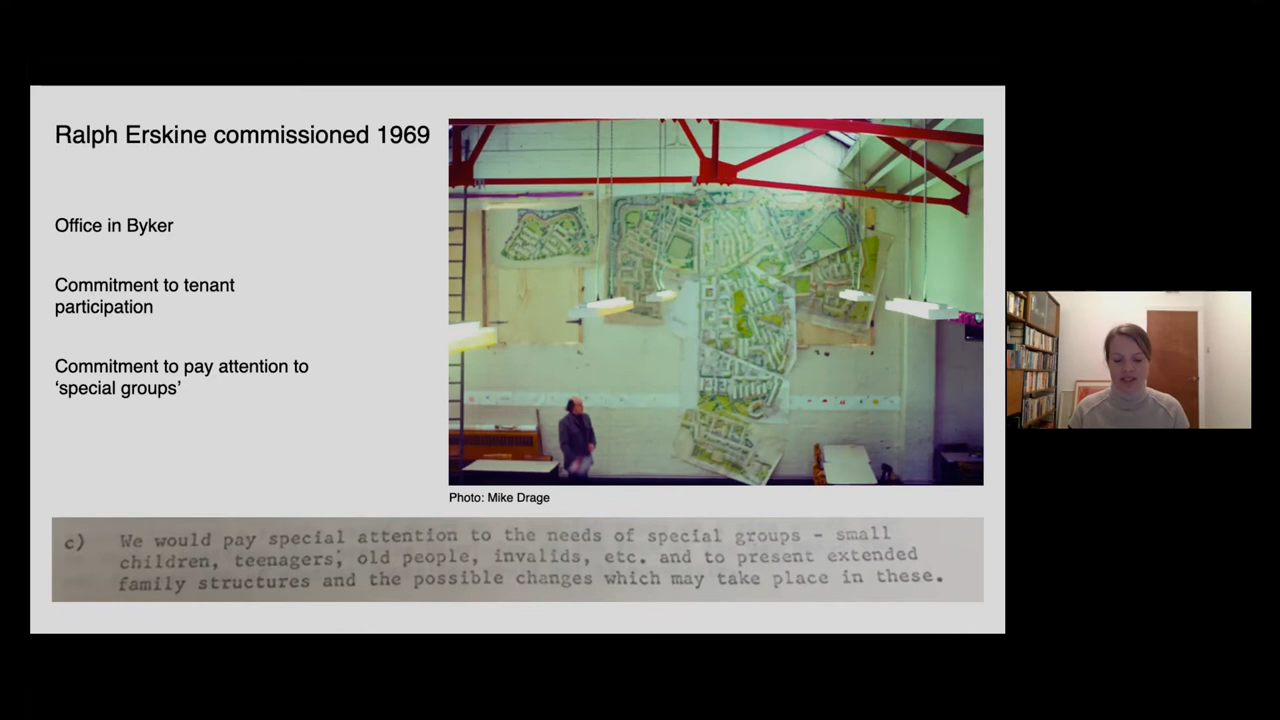 Ralph Erskine commissioned 1969
Office in Byker
Commitment to tenant
participation
Commitment to pay attention to
‘special groups’
Photo: Mike Drage
c) We would pay special attention to the needs of special groups - small
children, teenagers, old people, invalids, etc. and to present extended
family structures and the possible changes which may take place in these.